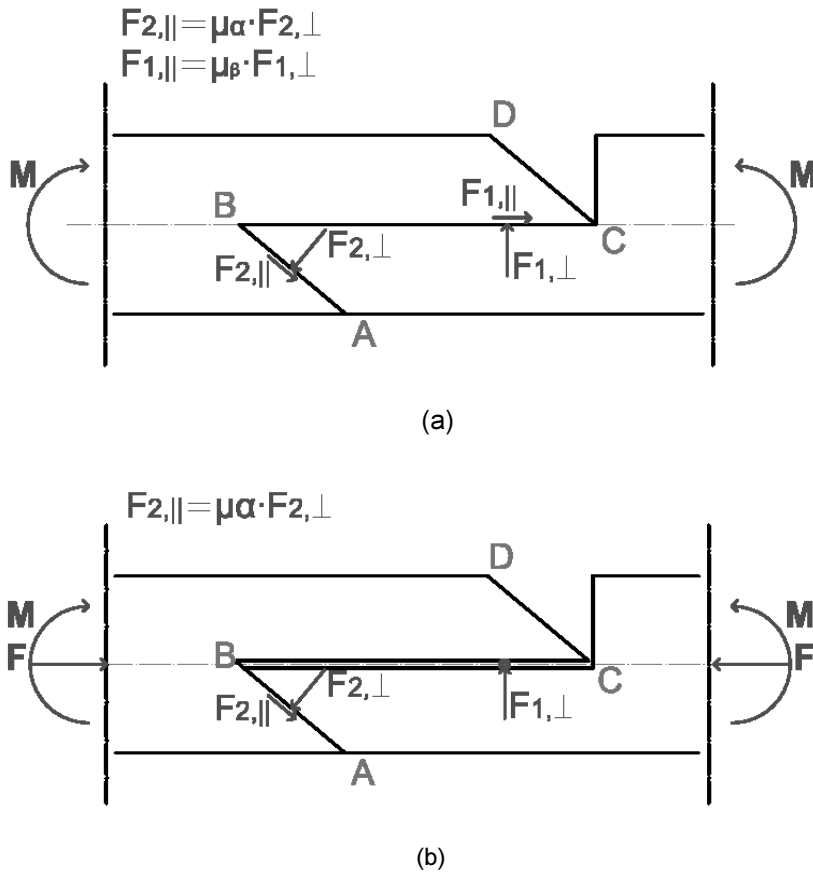 F2,||=μα·F2,⊥
F1,||=μβ·F1,⊥
D
M
M
B
F1,||
C
F2,||
F2,⊥
F1,⊥
A
(a)
F2,||=μα·F2,⊥
D
M
M
B
F
F
C
F2,||
F2,⊥
F1,⊥
A
(b)